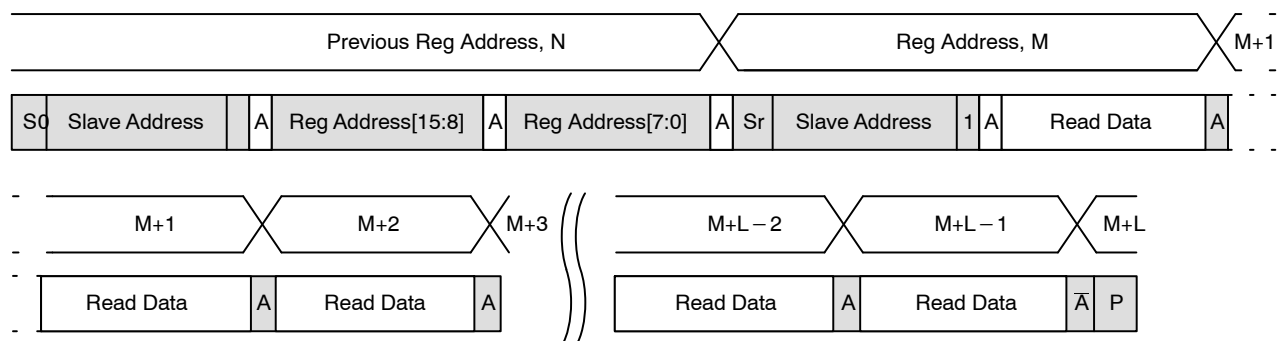 Previous Reg Address, N Reg Address, M M+1
S0 Slave Address A Reg Address[15:8] A Reg Address[7:0] A Sr Slave Address 1 A Read Data A
M+1 M+2 M+3 M+L−2 M+L−1 M+L
Read Data A Read Data A Read Data A Read Data A̅ P